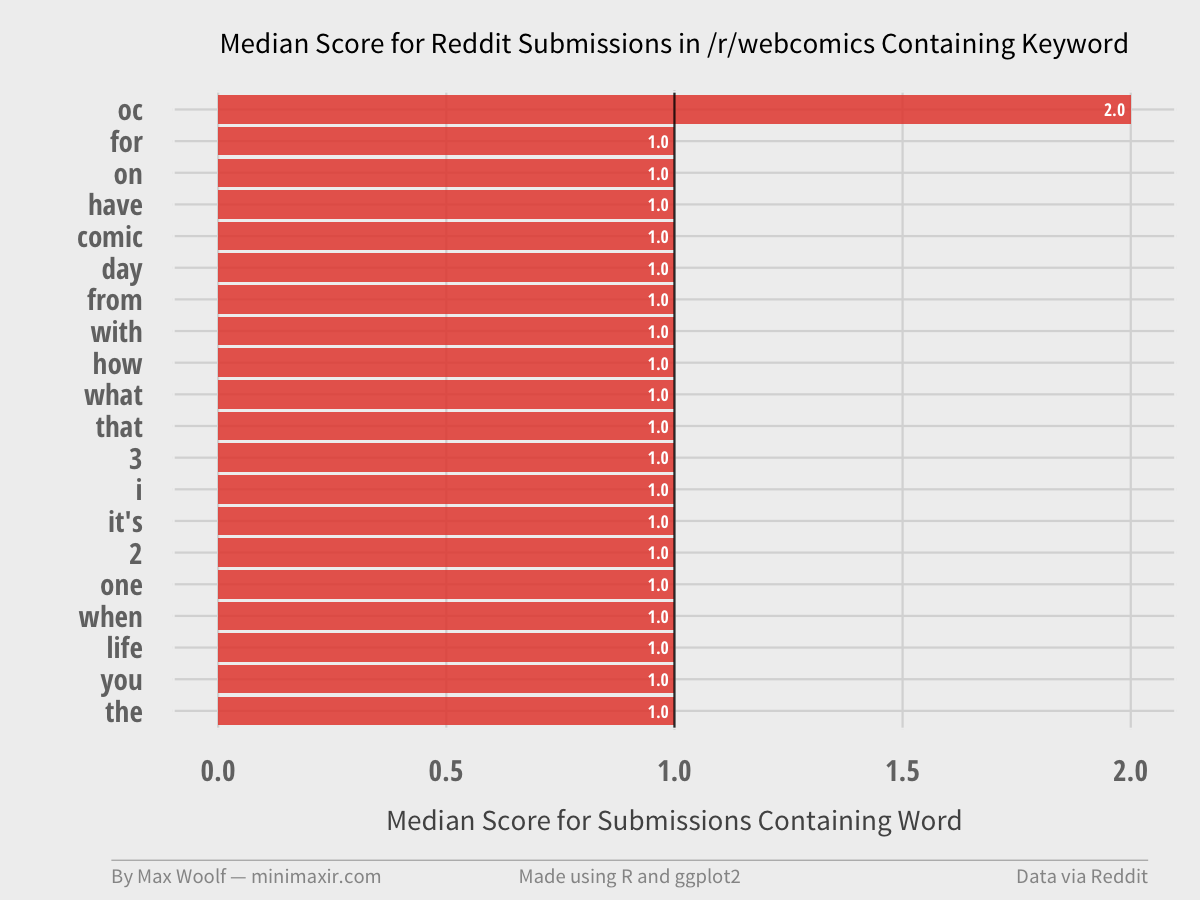 Median Score for Reddit Submissions in /r/webcomics Containing Keyword
oc 2.0
for 1.0
on 1.0
have 1.0
comic 1.0
day 1.0
from 1.0
with 1.0
how 1.0
what 1.0
that 1.0
3 1.0
i 1.0
it's 1.0
2 1.0
one 1.0
when 1.0
life 1.0
you 1.0
the 1.0
0.0 0.5 1.0 1.5 2.0
Median Score for Submissions Containing Word
By Max Woolf — minimaxir.com Made using R and ggplot2 Data via Reddit